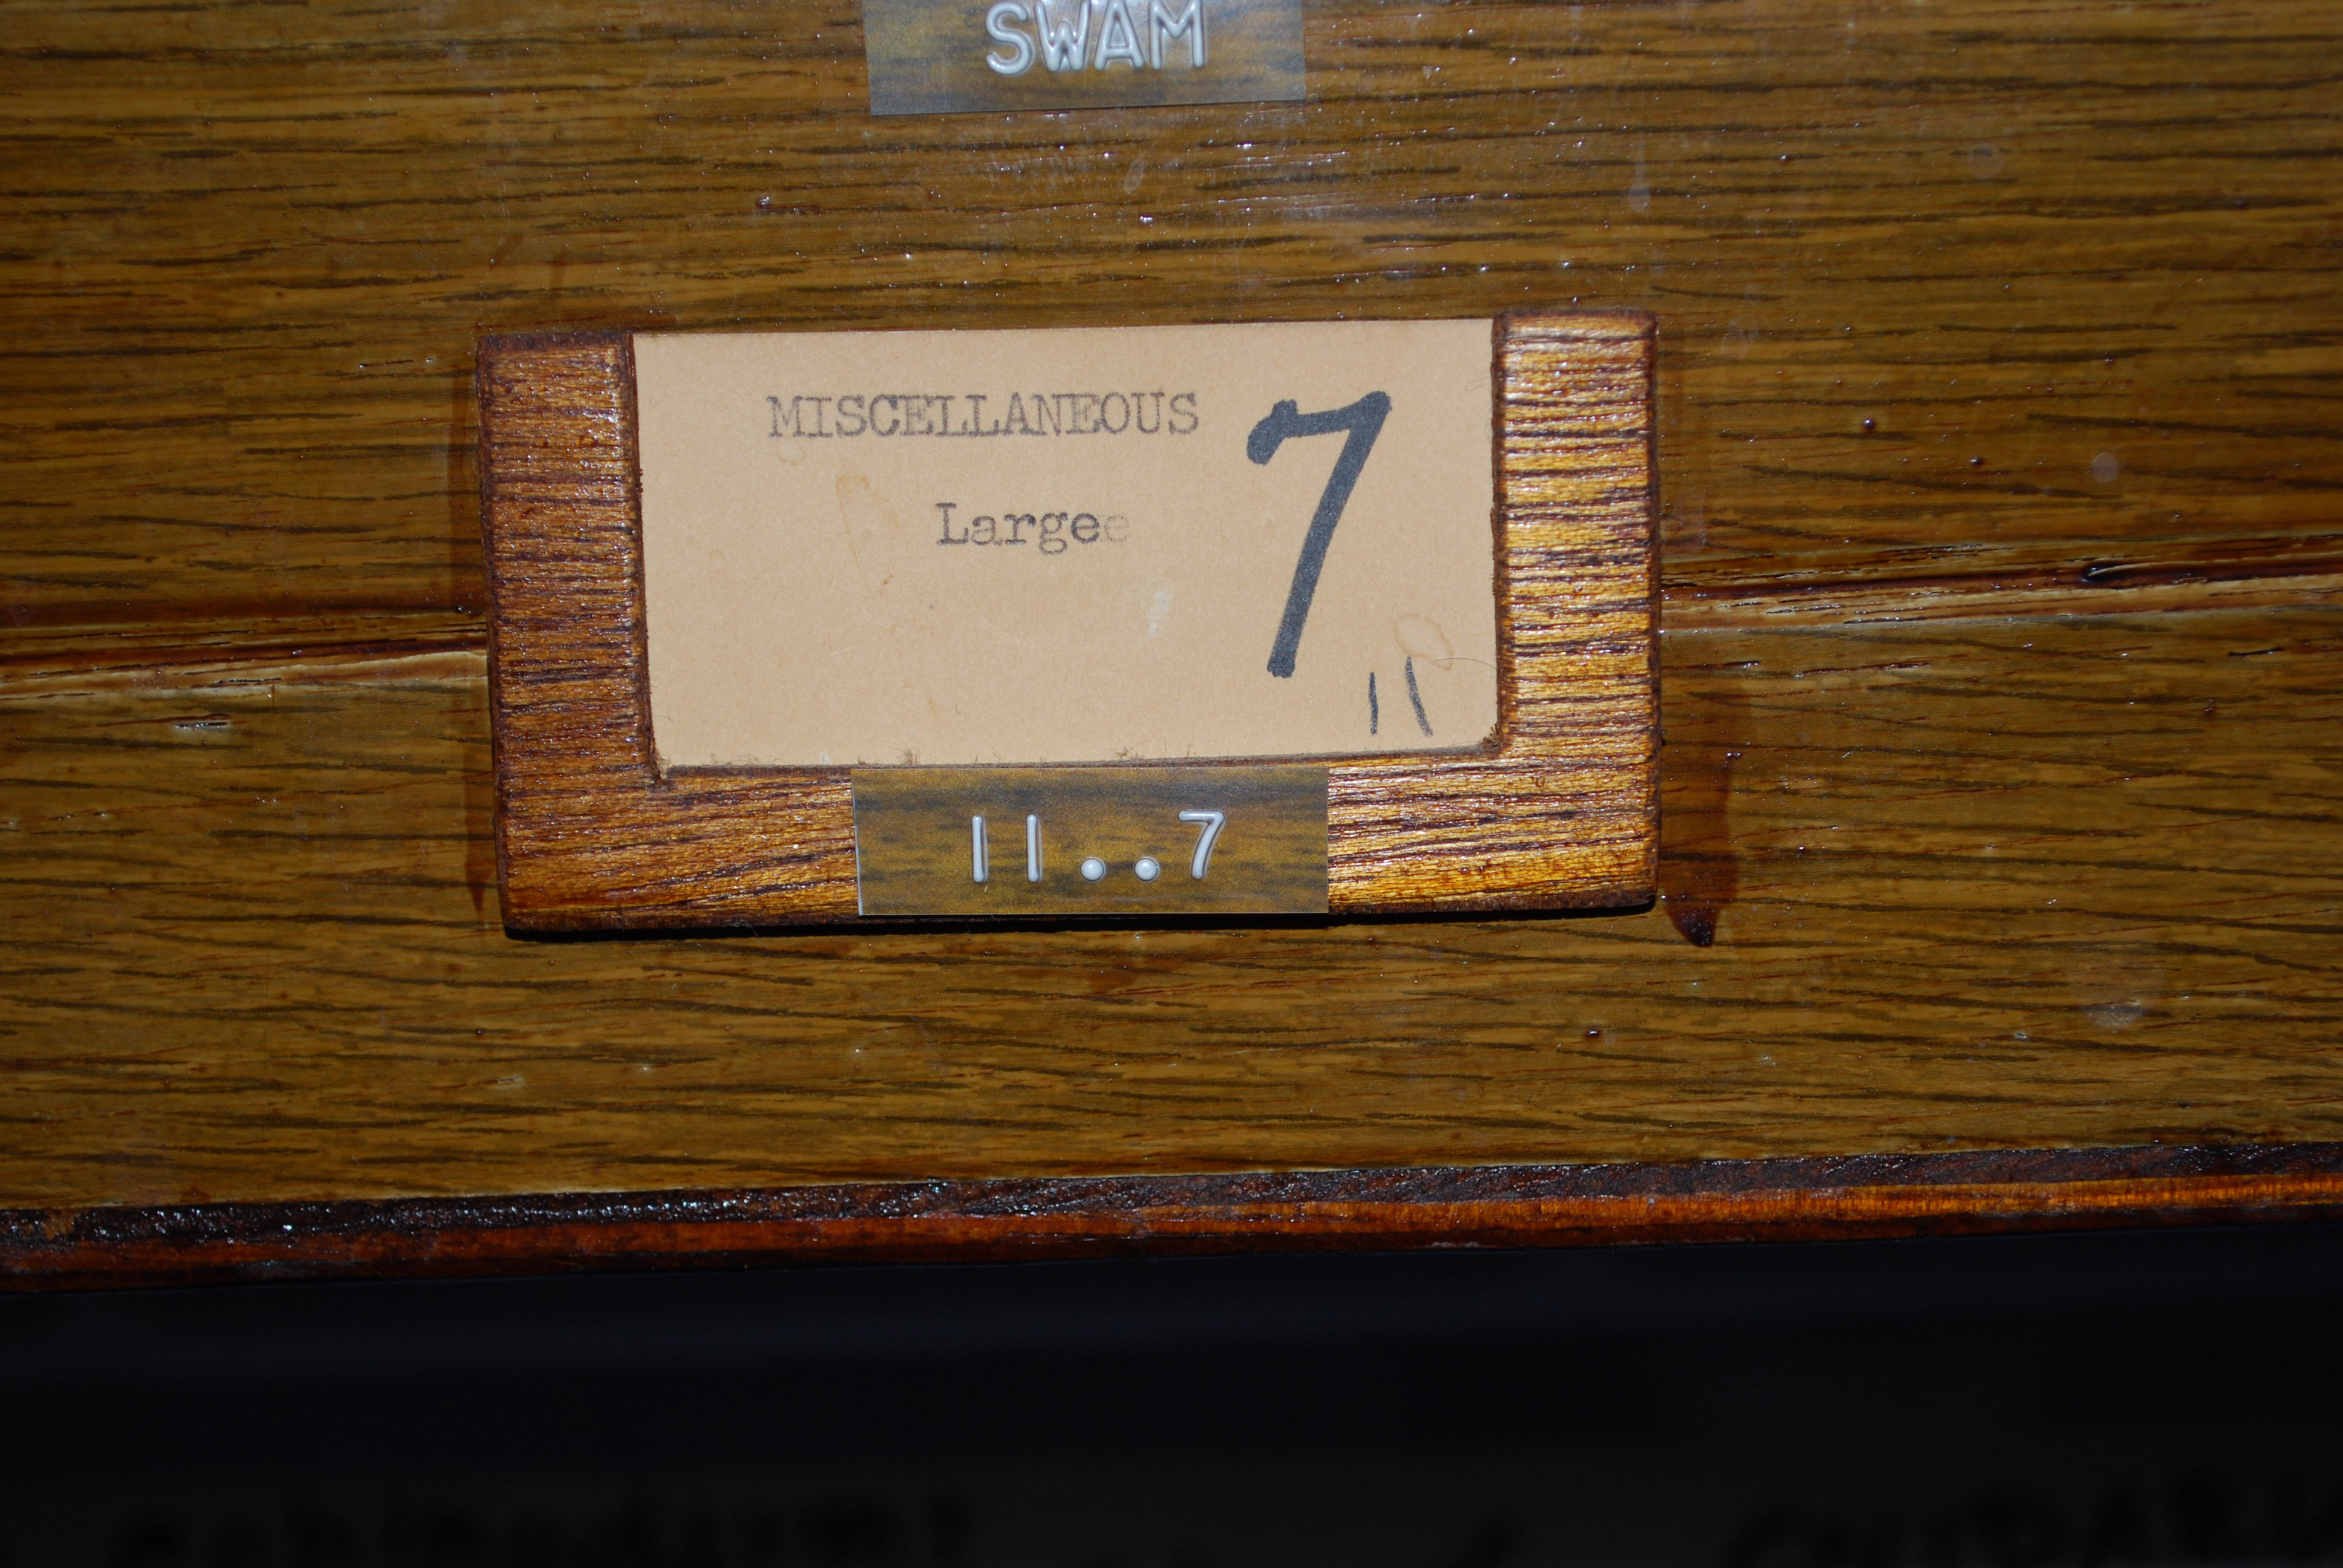 SWAM
MISCELLANEOUS
Largee
7
11
11..7